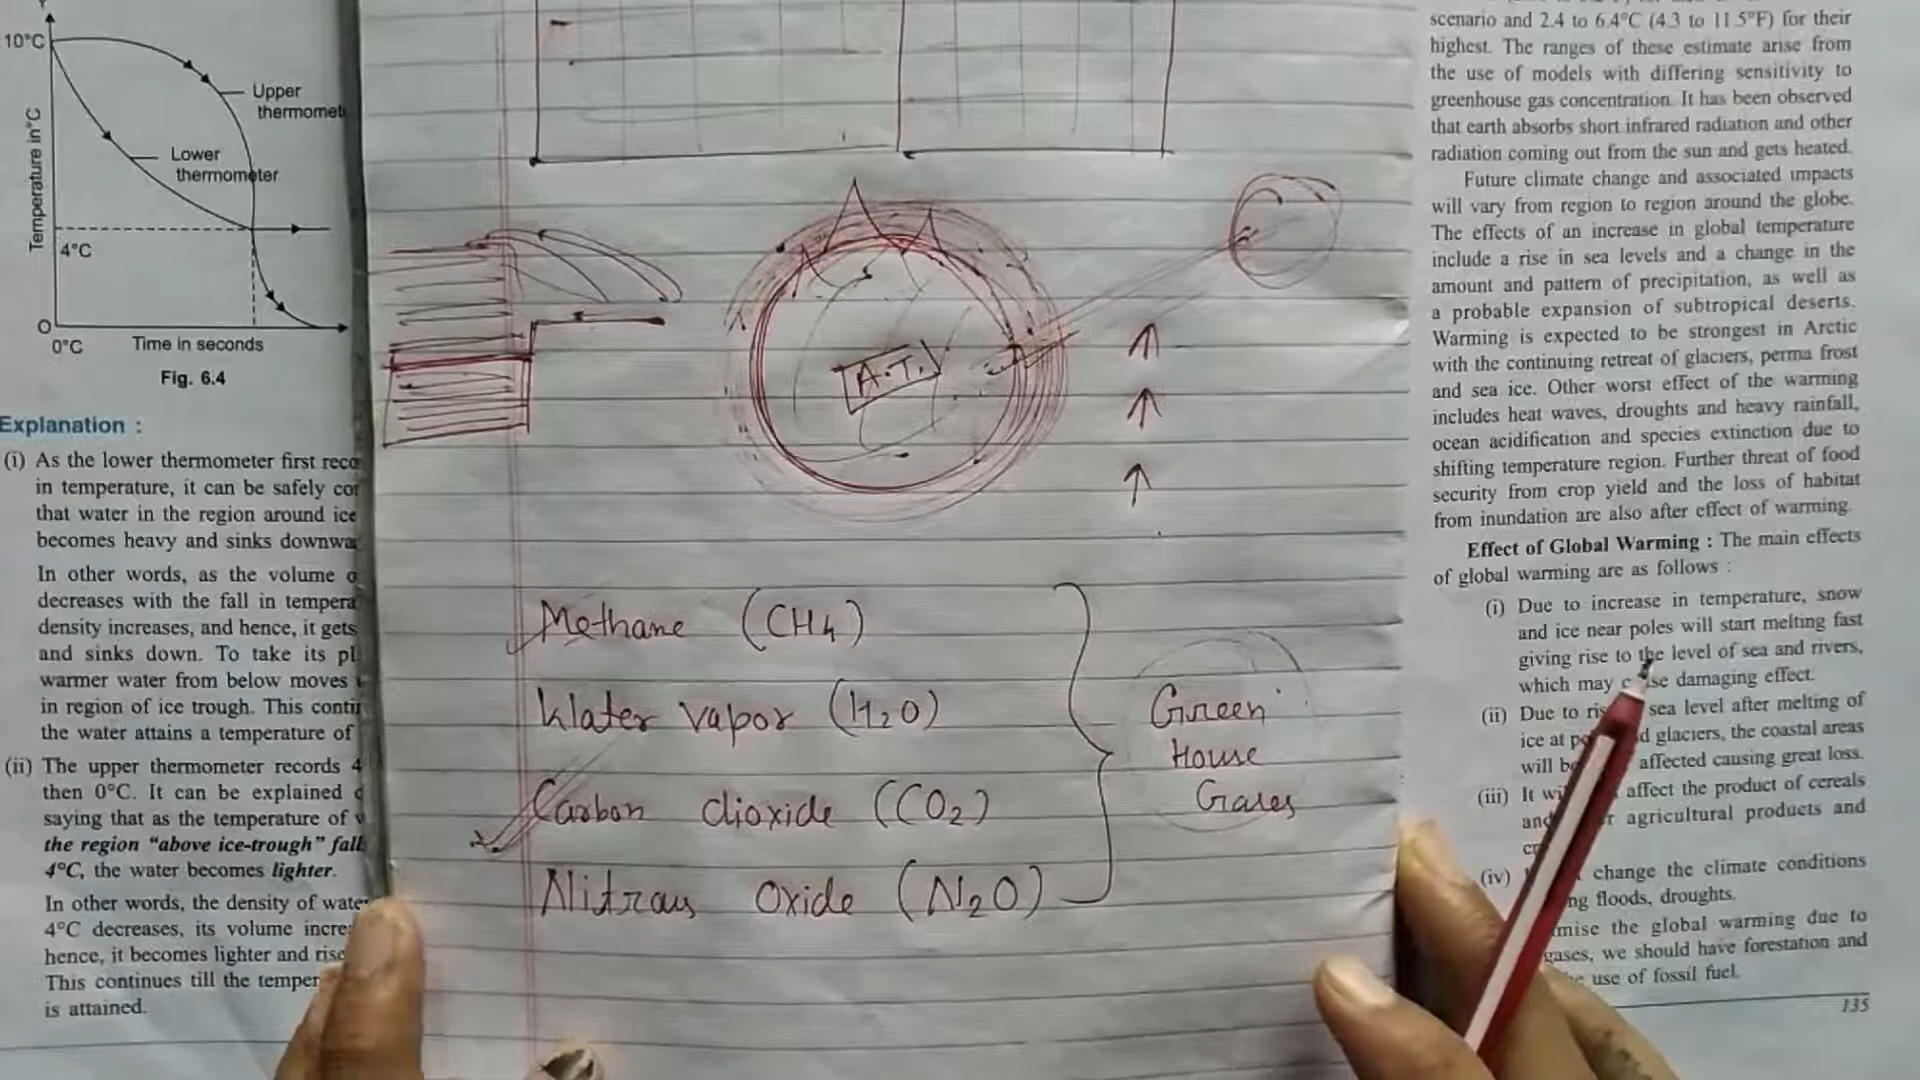 Y
10°C
Upper
thermomet
Lower
thermometer
Temperature in°C
4°C
O
0°C
Time in seconds
Fig. 6.4
Explanation :
(i) As the lower thermometer first reco
in temperature, it can be safely con
that water in the region around ice
becomes heavy and sinks downwa
In other words, as the volume o
decreases with the fall in tempera
density increases, and hence, it gets
and sinks down. To take its pl
warmer water from below moves
in region of ice trough. This contin
the water attains a temperature of
(ii) The upper thermometer records 4
then 0°C. It can be explained
saying that as the temperature of
the region “above ice-trough” fall
4°C, the water becomes lighter.
In other words, the density of wate
4°C decreases, its volume incre
hence, it becomes lighter and rise
This continues till the temper
is attained.
A.T.
Methane (CH4)
Water vapor (H2O)
Carbon dioxide (CO2)
Nitrous Oxide (N2O)
Green
House
Gases
scenario and 2.4 to 6.4°C (4.3 to 11.5°F) for their
highest. The ranges of these estimate arise from
the use of models with differing sensitivity to
greenhouse gas concentration. It has been observed
that earth absorbs short infrared radiation and other
radiation coming out from the sun and gets heated.
Future climate change and associated impacts
will vary from region to region around the globe.
The effects of an increase in global temperature
include a rise in sea levels and a change in the
amount and pattern of precipitation, as well as
a probable expansion of subtropical deserts.
Warming is expected to be strongest in Arctic
with the continuing retreat of glaciers, perma frost
and sea ice. Other worst effect of the warming
includes heat waves, droughts and heavy rainfall,
ocean acidification and species extinction due to
shifting temperature region. Further threat of food
security from crop yield and the loss of habitat
from inundation are also after effect of warming.
Effect of Global Warming : The main effects
of global warming are as follows :
(i) Due to increase in temperature, snow
and ice near poles will start melting fast
giving rise to the level of sea and rivers,
which may damaging effect.
(ii) Due to sea level after melting of
ice at glaciers, the coastal areas
will affected causing great loss.
(iii) It affect the product of cereals
and agricultural products and
(iv) change the climate conditions
floods, droughts.
the global warming due to
gases, we should have forestation and
use of fossil fuel.
135